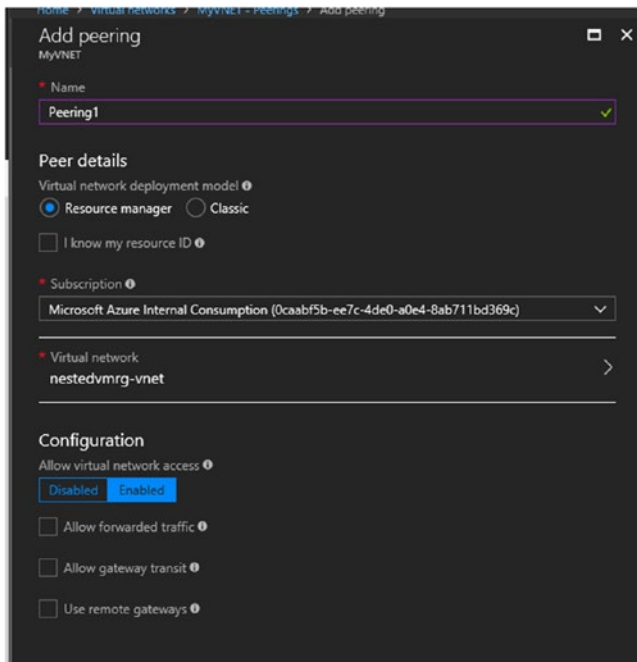 Home > Virtual networks > MyVNET - Peerings > Add peering
Add peering
MyVNET
* Name
Peering1
Peer details
Virtual network deployment model
Resource manager Classic
I know my resource ID
* Subscription
Microsoft Azure Internal Consumption (0caabf5b-ee7c-4de0-a0e4-8ab711bd369c)
* Virtual network
nestedvmrg-vnet
Configuration
Allow virtual network access
Disabled Enabled
Allow forwarded traffic
Allow gateway transit
Use remote gateways